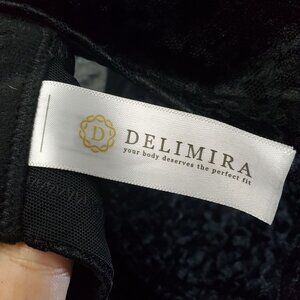 D
DELIMIRA
your body deserves the perfect fit